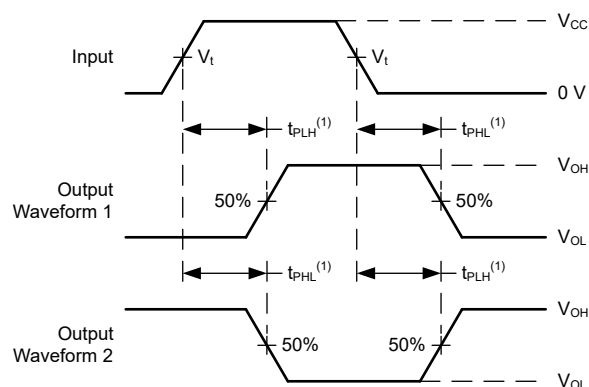 V_CC
Input
V_t
V_t
0 V
t_PLH^(1)
t_PHL^(1)
V_OH
Output
Waveform 1
50%
50%
V_OL
t_PHL^(1)
t_PLH^(1)
V_OH
Output
Waveform 2
50%
50%
V_OL